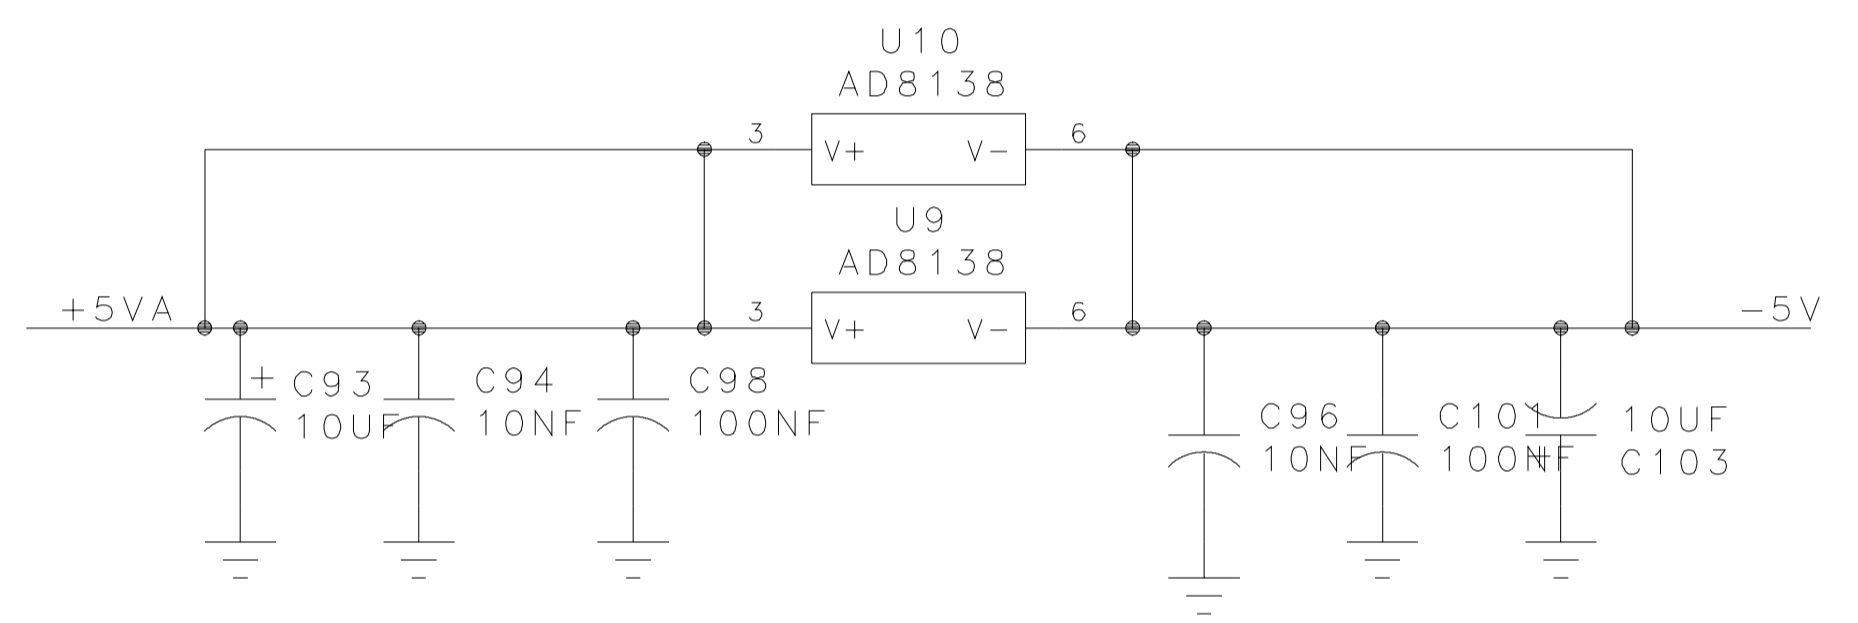 U10
AD8138
3
V+
V-
6
U9
AD8138
+5VA
3
V+
V-
6
-5V
+
C93
10UF
C94
10NF
C98
100NF
C96
10NF
C101
100NF
+
10UF
C103